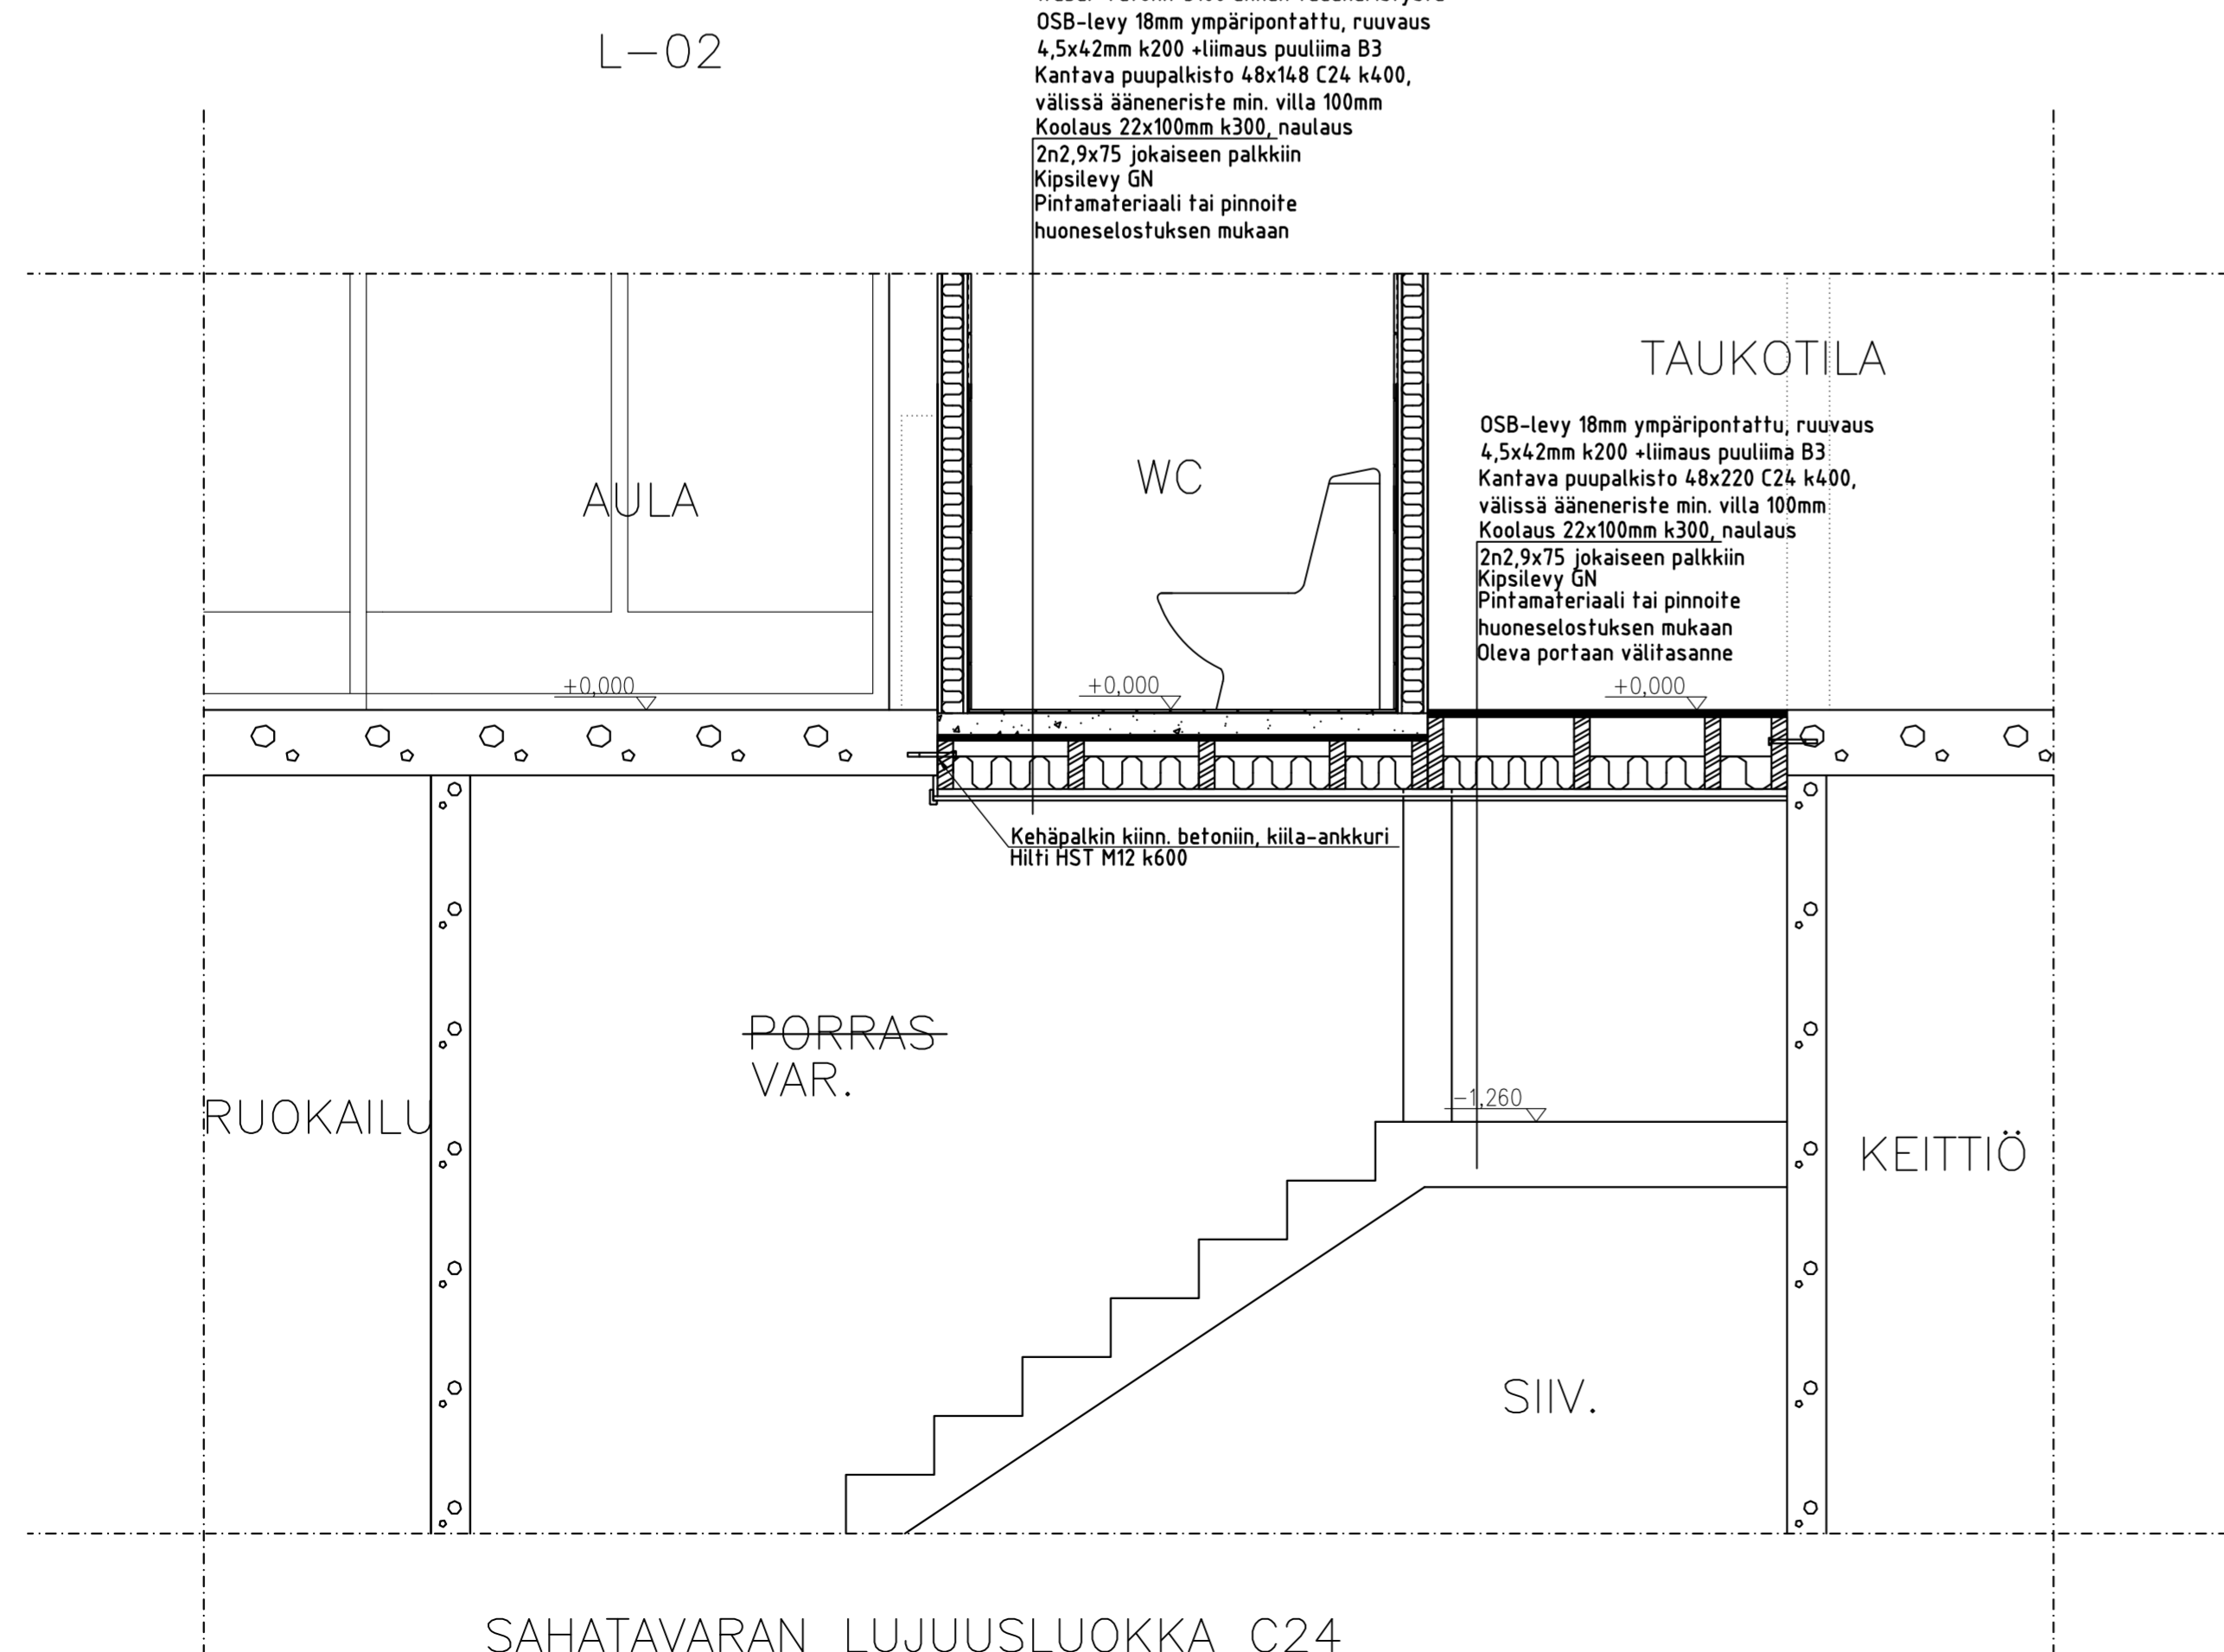 L-02
OSB-levy 18mm ympäripontattu, ruuvaus
4,5x42mm k200 +liimaus puuliima B3
Kantava puupalkisto 48x148 C24 k400,
välissä ääneneriste min. villa 100mm
Koolaus 22x100mm k300, naulaus
2n2,9x75 jokaiseen palkkiin
Kipsilevy GN
Pintamateriaali tai pinnoite
huoneselostuksen mukaan
AULA
WC
TAUKOTILA
OSB-levy 18mm ympäripontattu, ruuvaus
4,5x42mm k200 +liimaus puuliima B3
Kantava puupalkisto 48x220 C24 k400,
välissä ääneneriste min. villa 100mm
Koolaus 22x100mm k300, naulaus
2n2,9x75 jokaiseen palkkiin
Kipsilevy GN
Pintamateriaali tai pinnoite
huoneselostuksen mukaan
Oleva portaan välitasanne
+0,000
+0,000
+0,000
Kehäpalkin kiinn. betoniin, kiila-ankkuri
Hilti HST M12 k600
PORRAS
VAR.
RUOKAILU
-1,260
KEITTIÖ
SIIV.
SAHATAVARAN LUJUUSLUOKKA C24